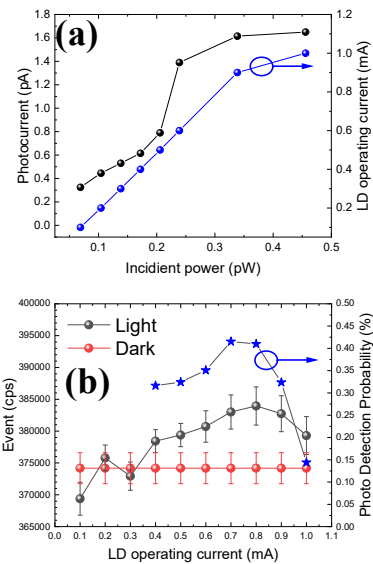 (a)
Photocurrent (pA)
1.8
1.6
1.4
1.2
1.0
0.8
0.6
0.4
0.2
0.0
LD operating current (mA)
1.2
1.0
0.8
0.6
0.4
0.2
0.1 0.2 0.3 0.4 0.5
Incidient power (pW)
(b)
Light
Dark
Event (cps)
400000
395000
390000
385000
380000
375000
370000
365000
Photo Detection Probability (%)
0.50
0.45
0.40
0.35
0.30
0.25
0.20
0.15
0.10
0.05
0.00
0.0 0.1 0.2 0.3 0.4 0.5 0.6 0.7 0.8 0.9 1.0 1.1
LD operating current (mA)